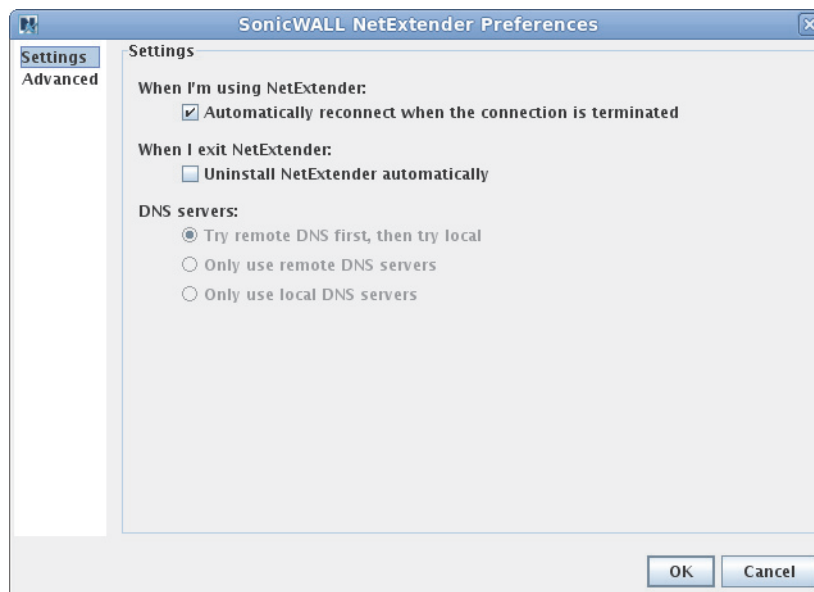 SonicWALL NetExtender Preferences
Settings
Advanced
Settings
When I'm using NetExtender:
Automatically reconnect when the connection is terminated
When I exit NetExtender:
Uninstall NetExtender automatically
DNS servers:
Try remote DNS first, then try local
Only use remote DNS servers
Only use local DNS servers
OK
Cancel